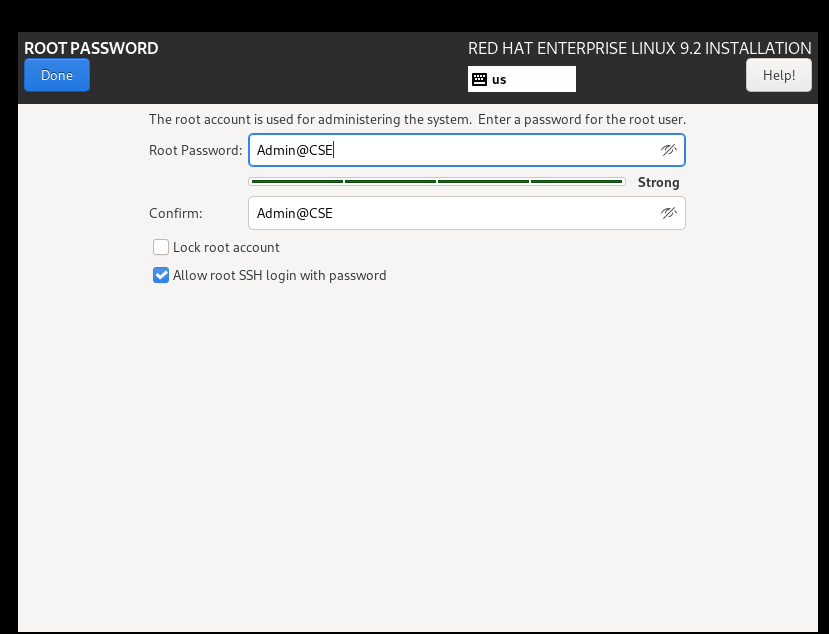 ROOT PASSWORD
RED HAT ENTERPRISE LINUX 9.2 INSTALLATION
Done
us
Help!
The root account is used for administering the system.  Enter a password for the root user.
Root Password: Admin@CSE
Strong
Confirm: Admin@CSE
Lock root account
Allow root SSH login with password